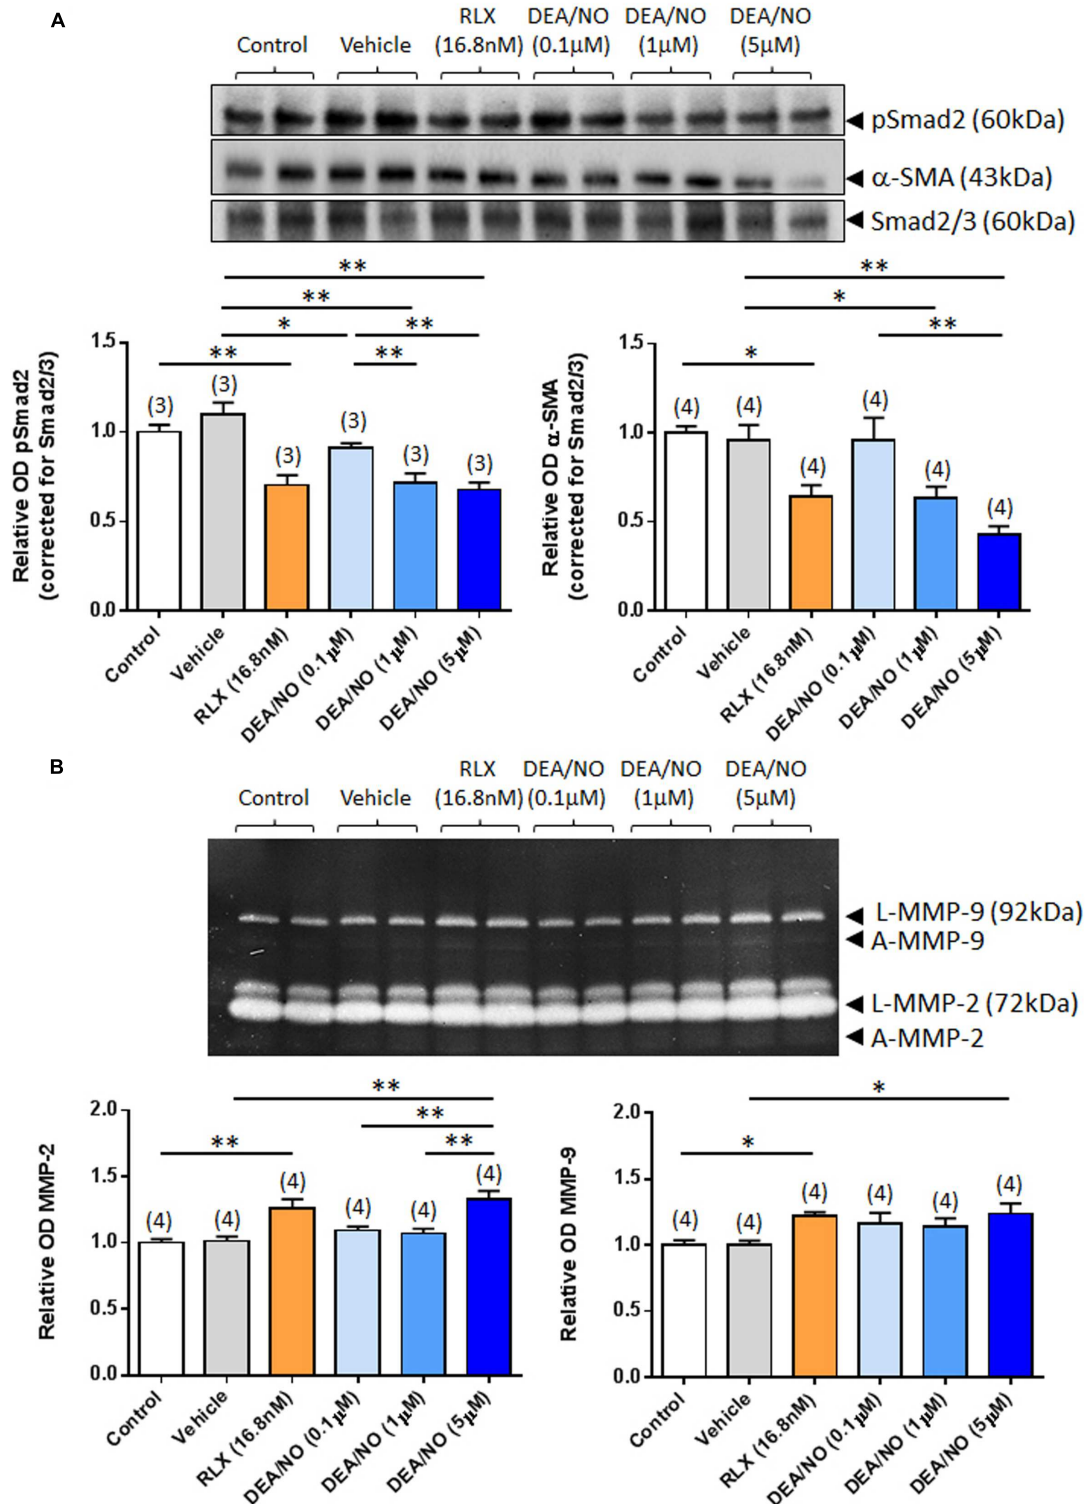 A
Control
Vehicle
RLX (16.8nM)
DEA/NO (0.1μM)
DEA/NO (1μM)
DEA/NO (5μM)
pSmad2 (60kDa)
α-SMA (43kDa)
Smad2/3 (60kDa)
Relative OD pSmad2 (corrected for Smad2/3)
1.5
1.0
0.5
0.0
**
**
*
**
**
**
(3)
(3)
(3)
(3)
(3)
(3)
Control
Vehicle
RLX (16.8nM)
DEA/NO (0.1μM)
DEA/NO (1μM)
DEA/NO (5μM)
Relative OD α-SMA (corrected for Smad2/3)
1.5
1.0
0.5
0.0
**
*
**
*
(4)
(4)
(4)
(4)
(4)
(4)
Control
Vehicle
RLX (16.8nM)
DEA/NO (0.1μM)
DEA/NO (1μM)
DEA/NO (5μM)
B
Control
Vehicle
RLX (16.8nM)
DEA/NO (0.1μM)
DEA/NO (1μM)
DEA/NO (5μM)
L-MMP-9 (92kDa)
A-MMP-9
L-MMP-2 (72kDa)
A-MMP-2
Relative OD MMP-2
2.0
1.5
1.0
0.5
0.0
**
**
**
**
(4)
(4)
(4)
(4)
(4)
(4)
Control
Vehicle
RLX (16.8nM)
DEA/NO (0.1μM)
DEA/NO (1μM)
DEA/NO (5μM)
Relative OD MMP-9
2.0
1.5
1.0
0.5
0.0
*
*
(4)
(4)
(4)
(4)
(4)
(4)
Control
Vehicle
RLX (16.8nM)
DEA/NO (0.1μM)
DEA/NO (1μM)
DEA/NO (5μM)